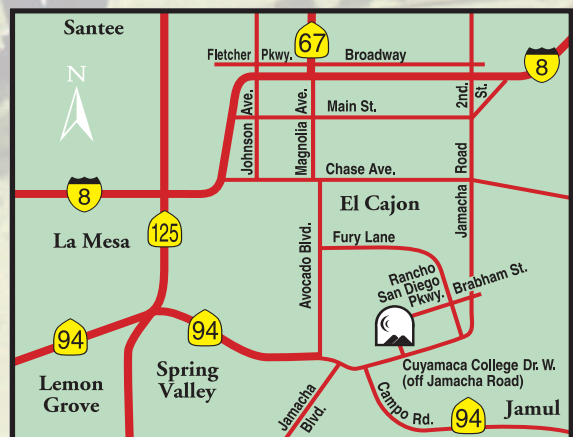 Santee
67
Fletcher Pkwy. Broadway
8
N
Johnson Ave.
Magnolia Ave.
Main St.
2nd. St.
Chase Ave.
8
El Cajon
Jamacha Road
La Mesa
125
Avocado Blvd.
Fury Lane
Rancho
San Diego
Pkwy.
Brabham St.
94
94
Lemon
Grove
Spring
Valley
Cuyamaca College Dr. W.
(off Jamacha Road)
Jamacha
Blvd.
Campo Rd.
94
Jamul